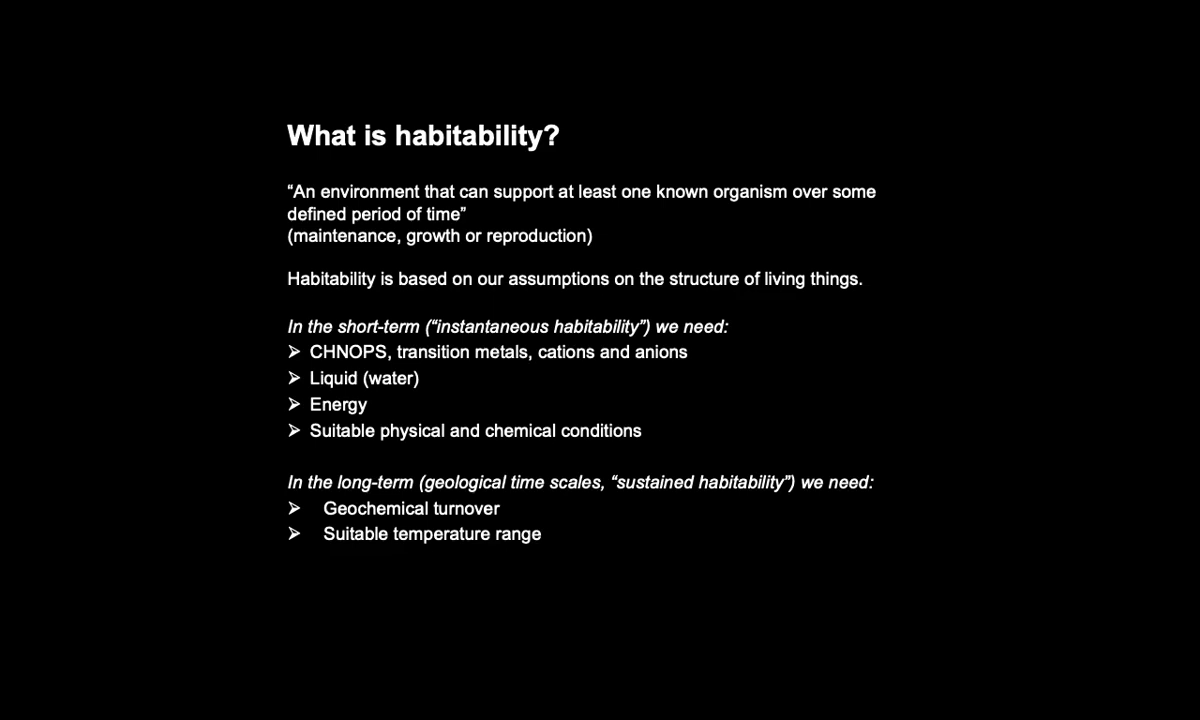 What is habitability?
“An environment that can support at least one known organism over some
defined period of time”
(maintenance, growth or reproduction)
Habitability is based on our assumptions on the structure of living things.
In the short-term (“instantaneous habitability”) we need:
➢ CHNOPS, transition metals, cations and anions
➢ Liquid (water)
➢ Energy
➢ Suitable physical and chemical conditions
In the long-term (geological time scales, “sustained habitability”) we need:
➢ Geochemical turnover
➢ Suitable temperature range